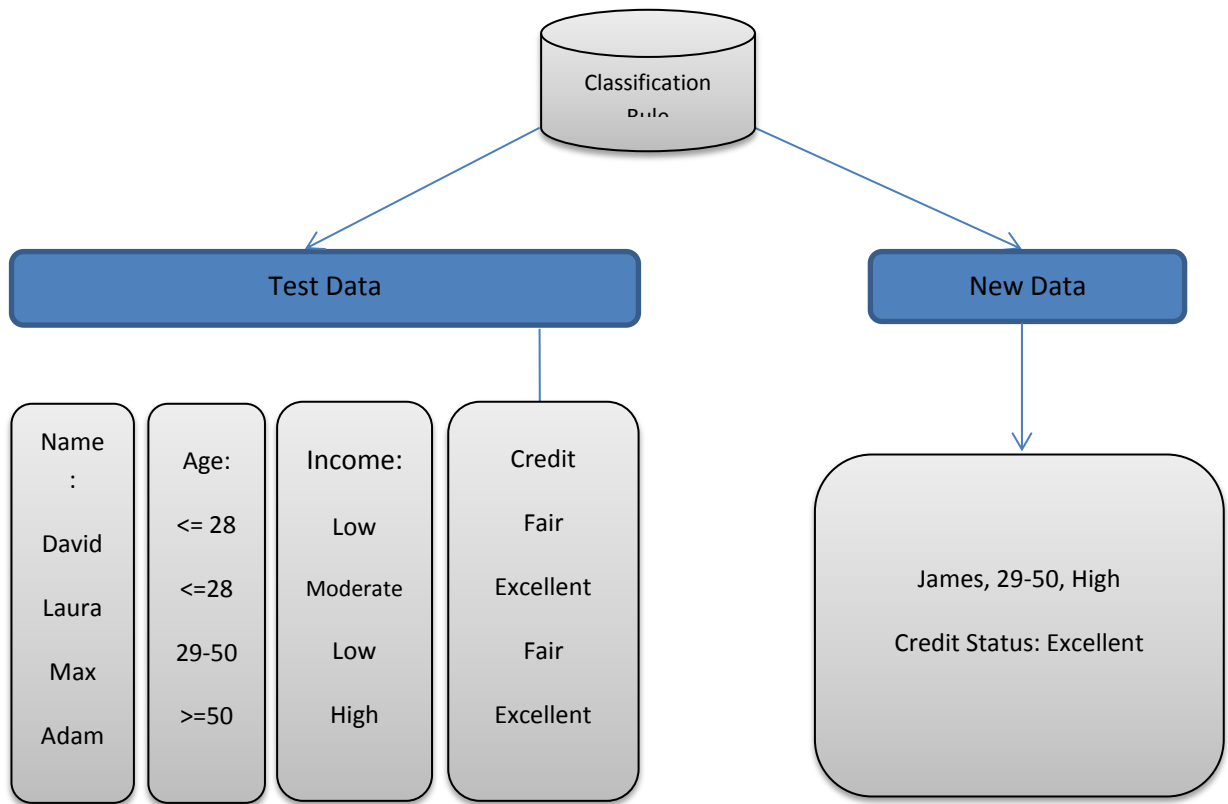 Classification
Test Data
New Data
Name
:
David
Laura
Max
Adam
Age:
<= 28
<=28
29-50
>=50
Income:
Low
Moderate
Low
High
Credit
Fair
Excellent
Fair
Excellent
James, 29-50, High
Credit Status: Excellent